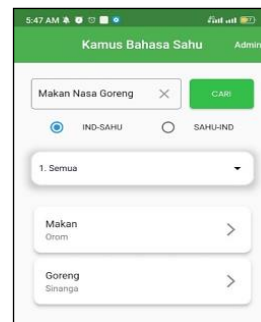 5:47 AM
Kamus Bahasa Sahu Admin
Makan Nasa Goreng CARI
IND-SAHU SAHU-IND
1. Semua
Makan
Orom
Goreng
Sinanga